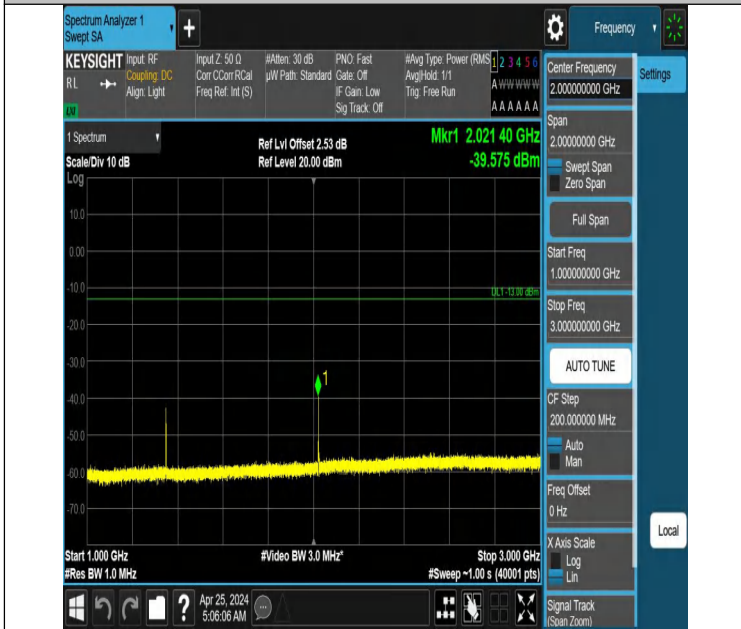 Spectrum Analyzer 1
Swept SA
+
Frequency
KEYSIGHT
RL
LXI
Input: RF
Coupling: DC
Align: Light
Input Z: 50 Ω
Corr CCorr RCal
Freq Ref: Int (S)
#Atten: 30 dB
µW Path: Standard
PNO: Fast
Gate: Off
IF Gain: Low
Sig Track: Off
#Avg Type: Power (RMS
Avg|Hold: 1/1
Trig: Free Run
1 2 3 4 5 6
A W W W W W
A A A A A A
Center Frequency
2.000000000 GHz
Settings
Span
2.00000000 GHz
Swept Span
Zero Span
Full Span
Start Freq
1.000000000 GHz
Stop Freq
3.000000000 GHz
AUTO TUNE
CF Step
200.000000 MHz
Auto
Man
Freq Offset
0 Hz
X Axis Scale
Log
Lin
Signal Track
(Span Zoom)
Local
1 Spectrum
Scale/Div 10 dB
Log
Ref Lvl Offset 2.53 dB
Ref Level 20.00 dBm
Mkr1 2.021 40 GHz
-39.575 dBm
10.0
0.00
-10.0
DL1 -13.00 dBm
-20.0
-30.0
1
-40.0
-50.0
-60.0
-70.0
Start 1.000 GHz
#Res BW 1.0 MHz
#Video BW 3.0 MHz*
Stop 3.000 GHz
#Sweep ~1.00 s (40001 pts)
?
Apr 25, 2024
5:06:06 AM